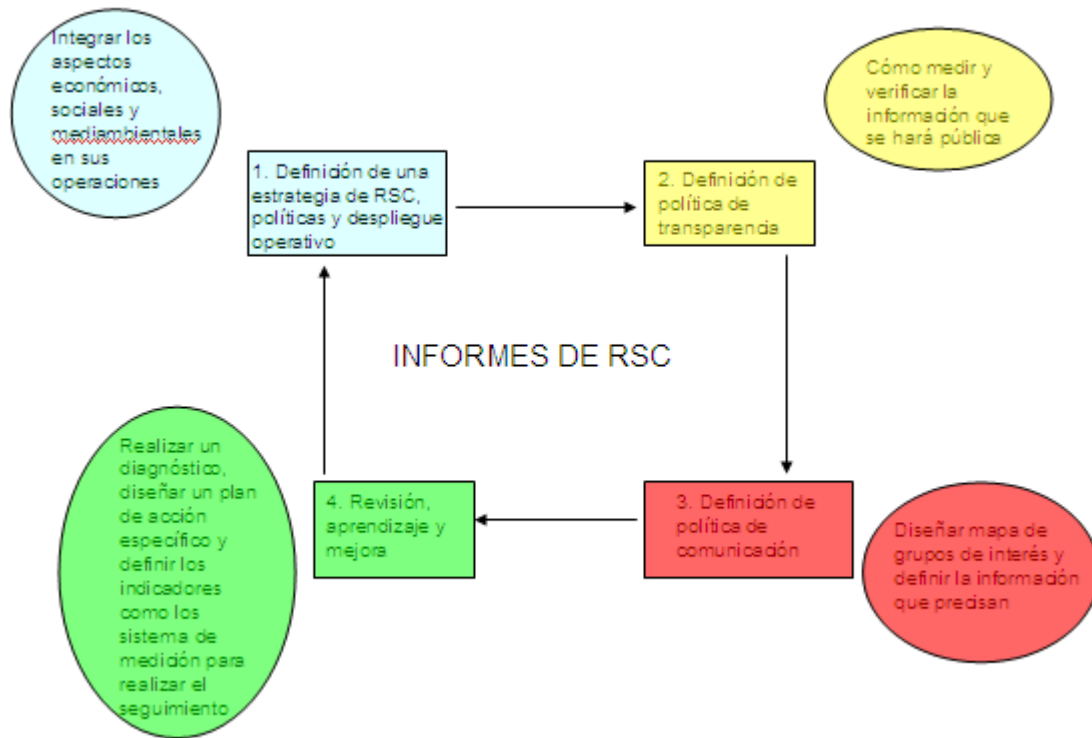 Integrar los
aspectos
económicos,
sociales y
mediambientales
en sus
operaciones
Cómo medir y
verificar la
información que
se hará pública
1. Definición de una
estrategia de RSC,
políticas y despliegue
operativo
2. Definición de
política de
transparencia
INFORMES DE RSC
Realizar un
diagnóstico,
diseñar un plan
de acción
específico y
definir los
indicadores
como los
sistema de
medición para
realizar el
seguimiento
4. Revisión,
aprendizaje y
mejora
3. Definición de
política de
comunicación
Diseñar mapa de
grupos de interés y
definir la información
que precisan